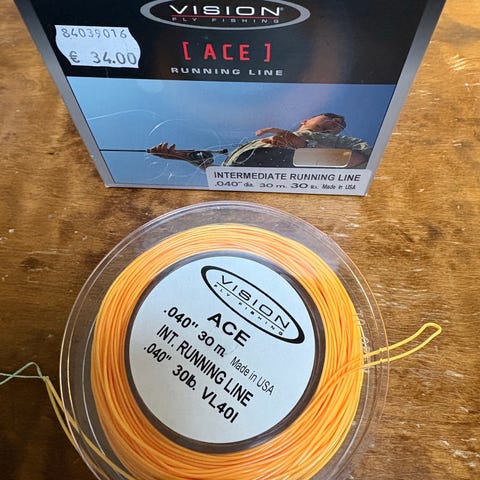 VISION
FLY FISHING
84039016
€ 34.00
[ ACE ]
RUNNING LINE
INTERMEDIATE RUNNING LINE
.040" dia. 30 m. 30 lb. Made in USA
VISION
FLY FISHING
ACE
.040" 30 m. Made in USA
INT. RUNNING LINE
.040" 30lb. VL40I